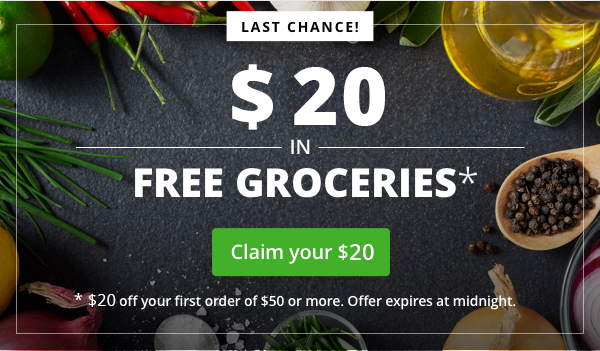 LAST CHANCE!
$20
IN
FREE GROCERIES*
Claim your $20
* $20 off your first order of $50 or more. Offer expires at midnight.